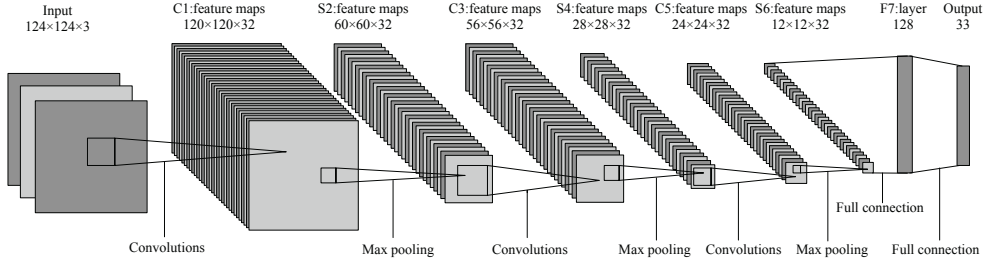 Input
124×124×3
C1:feature maps
120×120×32
S2:feature maps
60×60×32
C3:feature maps
56×56×32
S4:feature maps
28×28×32
C5:feature maps
24×24×32
S6:feature maps
12×12×32
F7:layer
128
Output
33
Full connection
Convolutions
Max pooling
Convolutions
Max pooling
Convolutions
Max pooling
Full connection